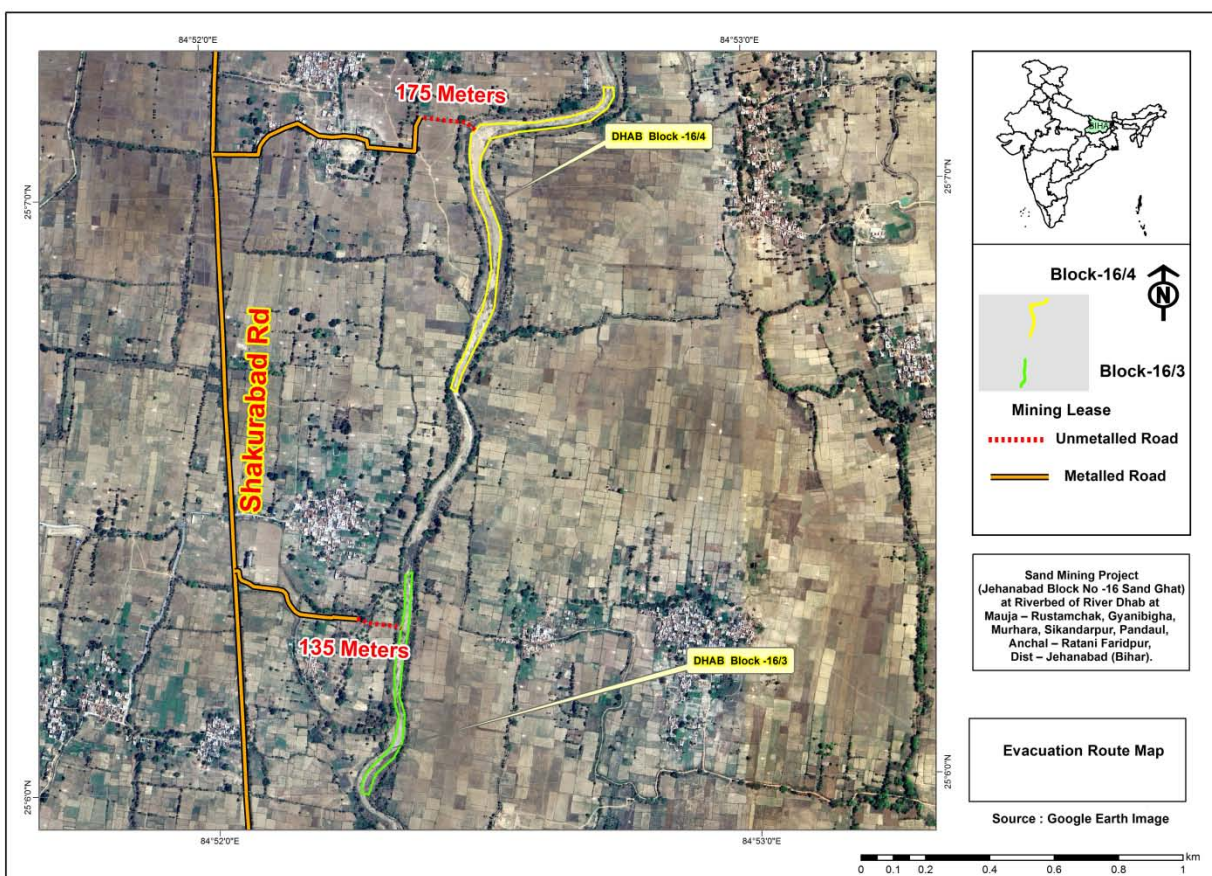 84°52'0"E
84°53'0"E
175 Meters
DHAB Block -16/4
25°7'0"N
25°7'0"N
Shakurabad Rd
135 Meters
DHAB Block -16/3
25°6'0"N
25°6'0"N
84°52'0"E
84°53'0"E
BIHA
Block-16/4
N
Block-16/3
Mining Lease
Unmetalled Road
Metalled Road
Sand Mining Project
(Jehanabad Block No -16 Sand Ghat)
at Riverbed of River Dhab at
Mauja – Rustamchak, Gyanibigha,
Murhara, Sikandarpur, Pandaul,
Anchal – Ratani Faridpur,
Dist – Jehanabad (Bihar).
Evacuation Route Map
Source : Google Earth Image
km
0 0.1 0.2 0.4 0.6 0.8 1